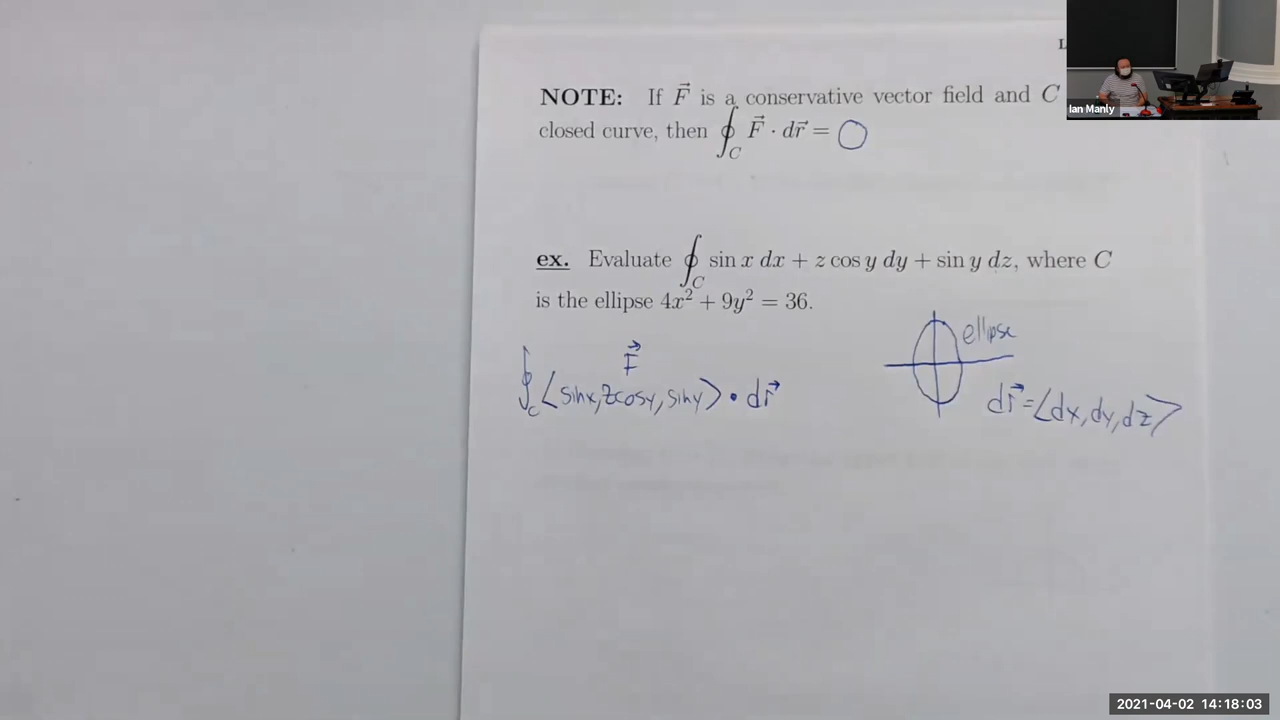 L
NOTE: If F⃗ is a conservative vector field and C
closed curve, then ∮_C F⃗ · dr⃗ = 0
ex. Evaluate ∮_C sin x dx + z cos y dy + sin y dz, where C
is the ellipse 4x² + 9y² = 36.
ellipse
F⃗
∮_C ⟨sinx, zcosy, siny⟩ • dr⃗
dr⃗ = ⟨dx, dy, dz⟩
Ian Manly
2021-04-02 14:18:03